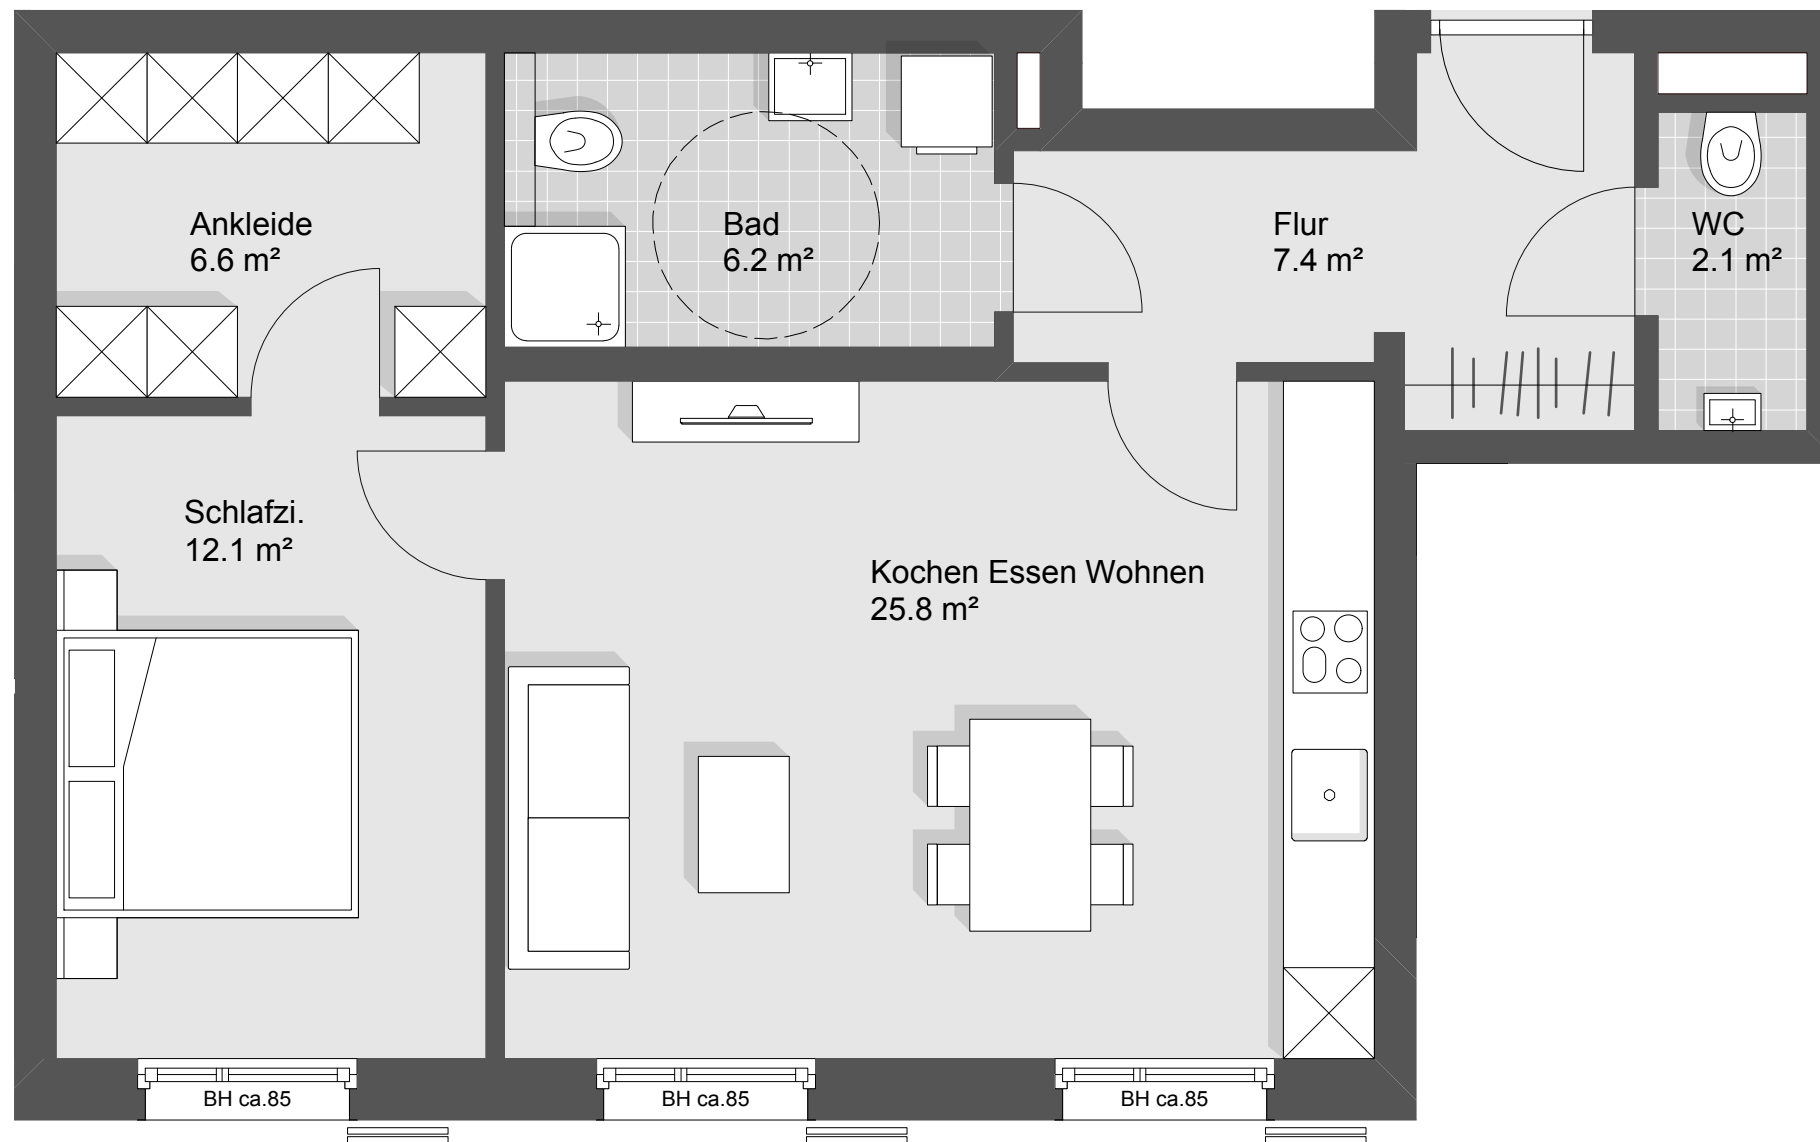 Ankleide
6.6 m²
Bad
6.2 m²
Flur
7.4 m²
WC
2.1 m²
Schlafzi.
12.1 m²
Kochen Essen Wohnen
25.8 m²
BH ca.85
BH ca.85
BH ca.85